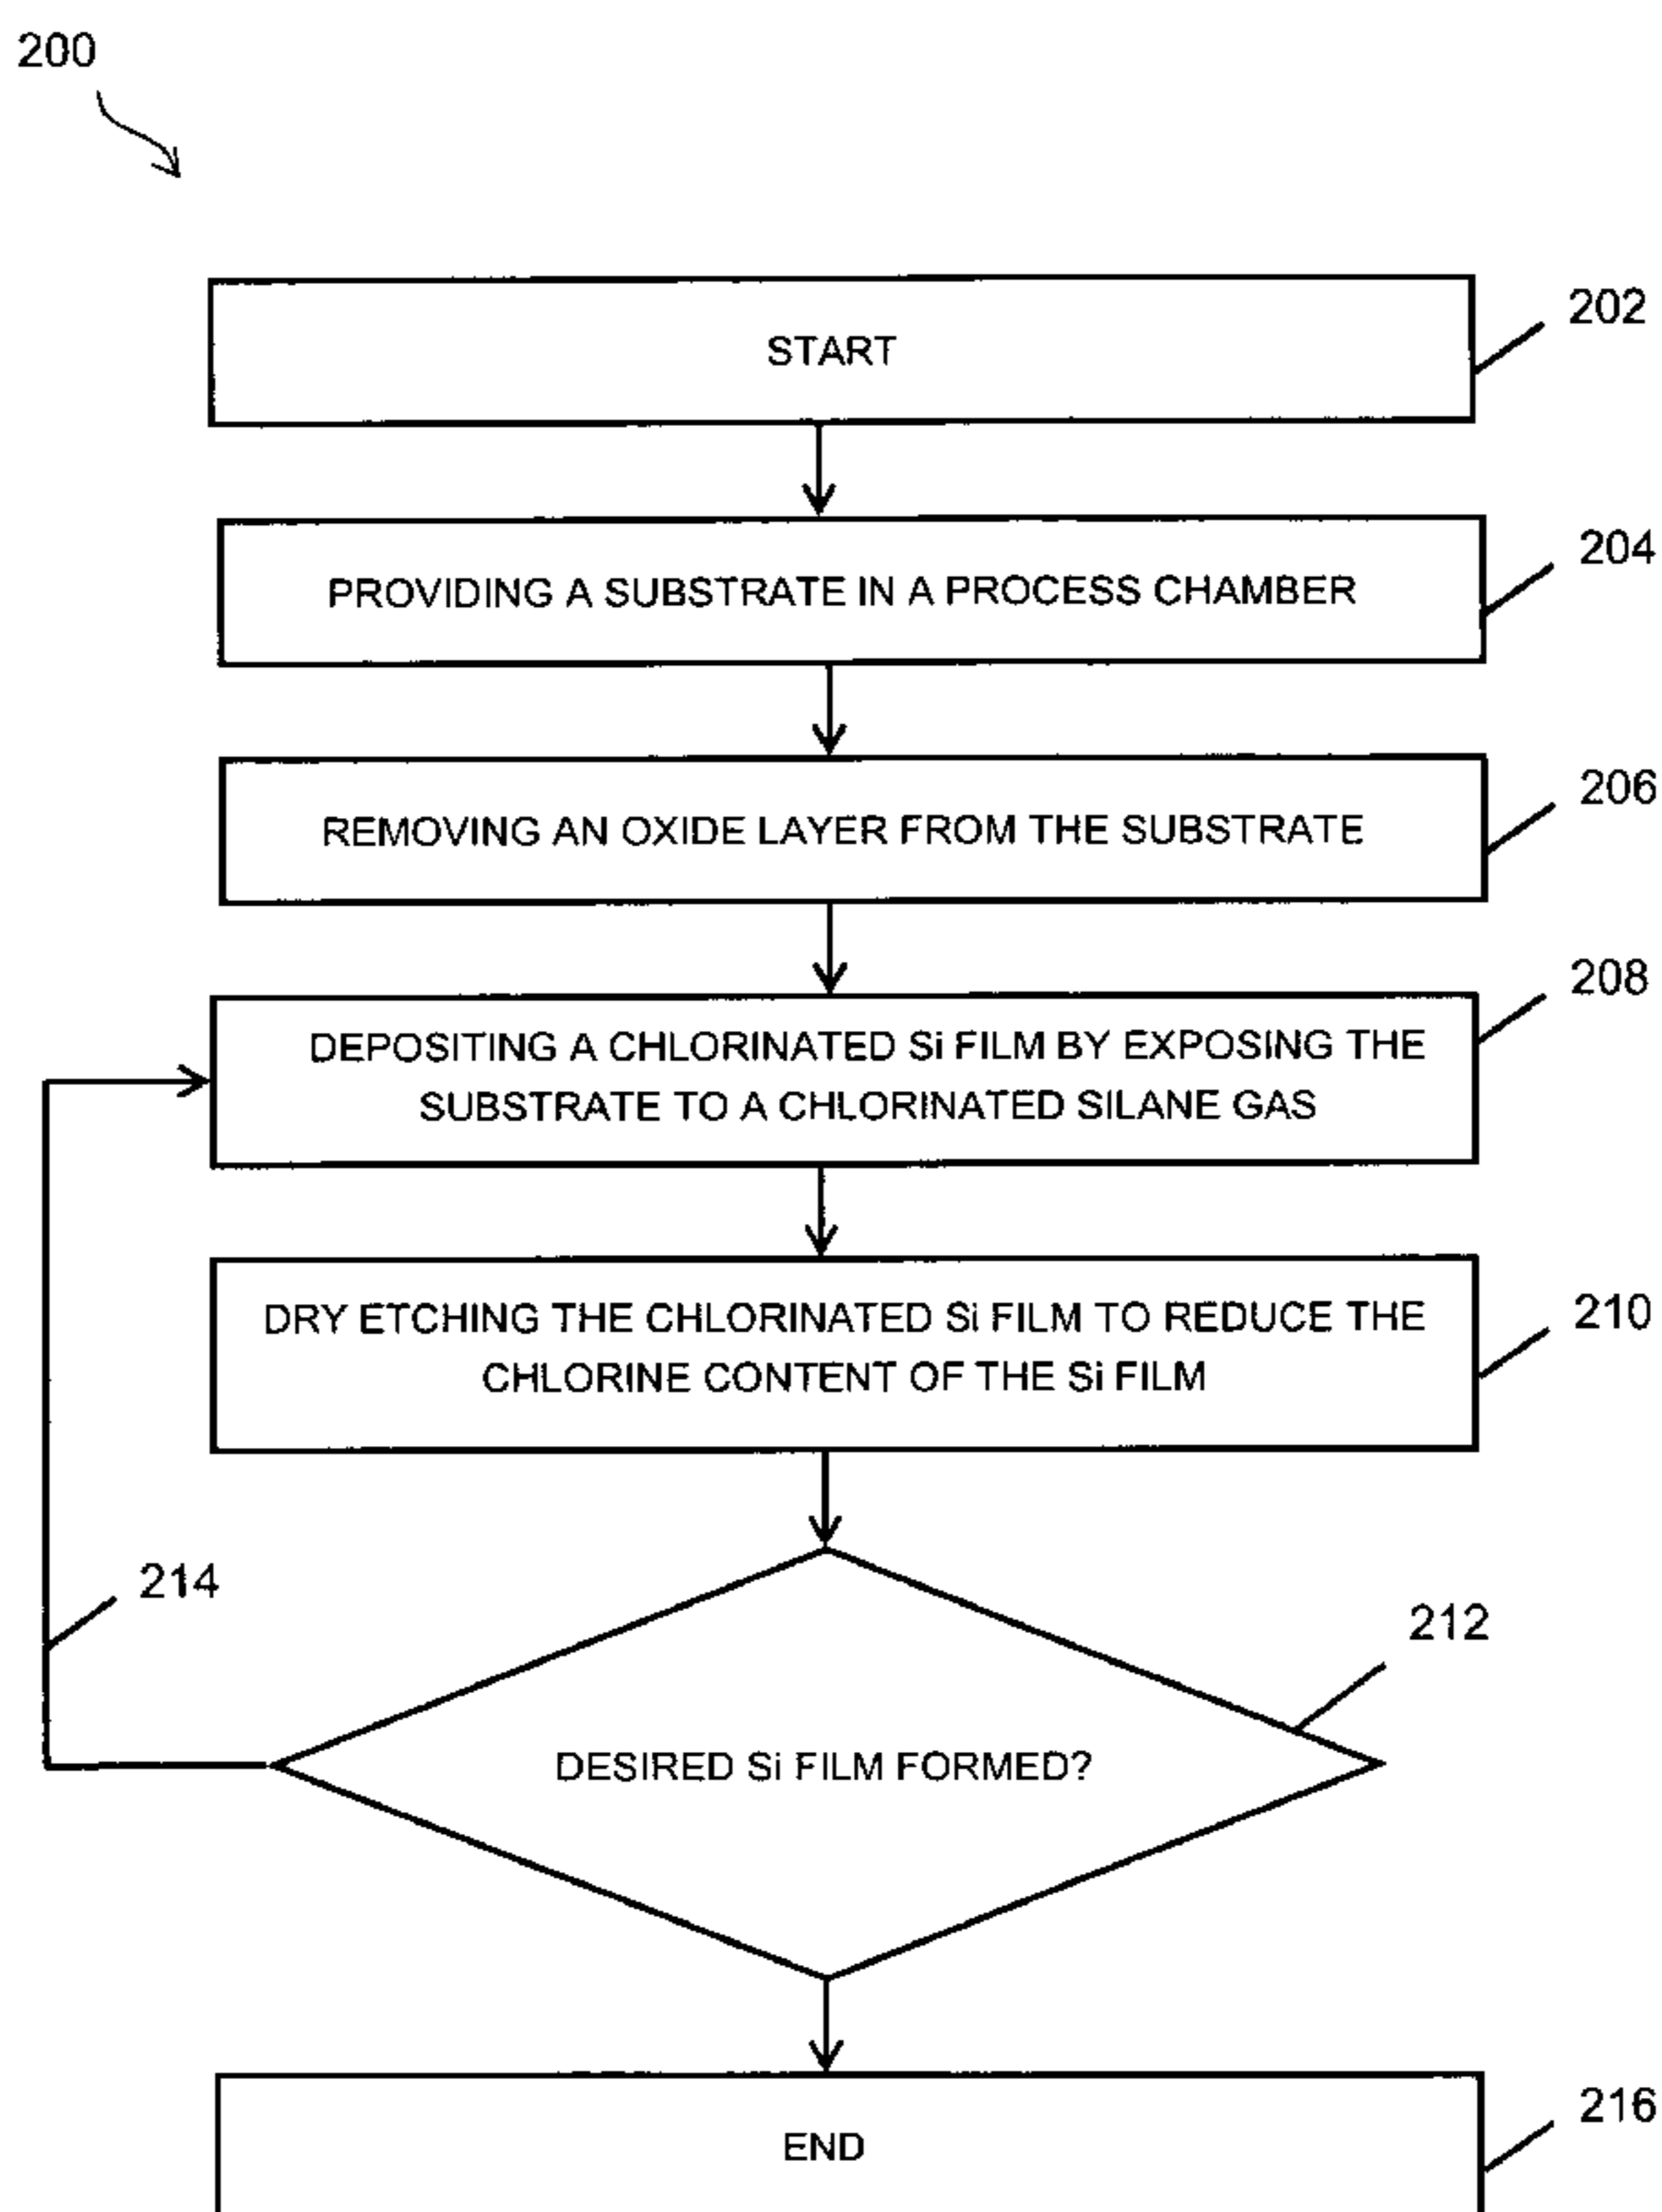 200
START
202
PROVIDING A SUBSTRATE IN A PROCESS CHAMBER
204
REMOVING AN OXIDE LAYER FROM THE SUBSTRATE
206
DEPOSITING A CHLORINATED Si FILM BY EXPOSING THE
SUBSTRATE TO A CHLORINATED SILANE GAS
208
DRY ETCHING THE CHLORINATED Si FILM TO REDUCE THE
CHLORINE CONTENT OF THE Si FILM
210
214
212
DESIRED Si FILM FORMED?
END
216